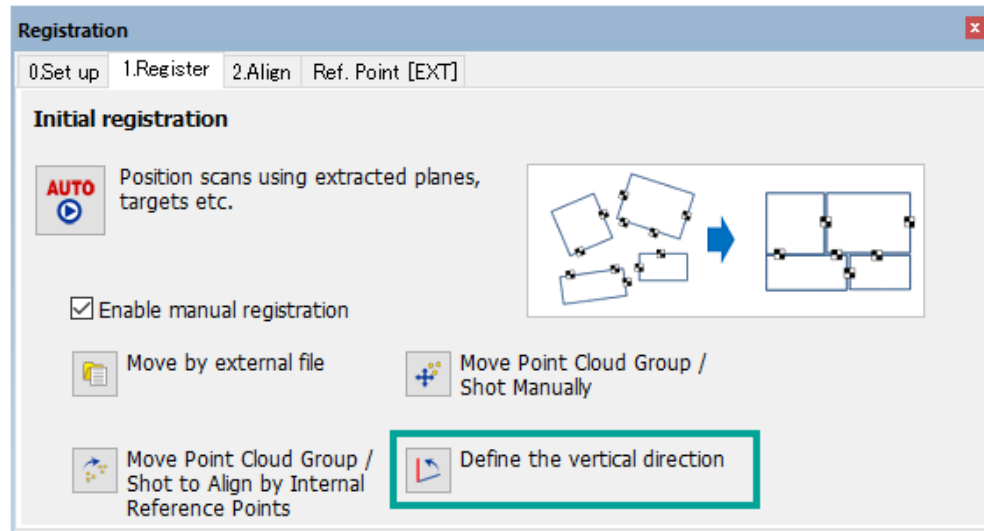 Registration
0.Set up 1.Register 2.Align Ref. Point [EXT]
Initial registration
AUTO
Position scans using extracted planes,
targets etc.
Enable manual registration
Move by external file
Move Point Cloud Group /
Shot Manually
Move Point Cloud Group /
Shot to Align by Internal
Reference Points
Define the vertical direction